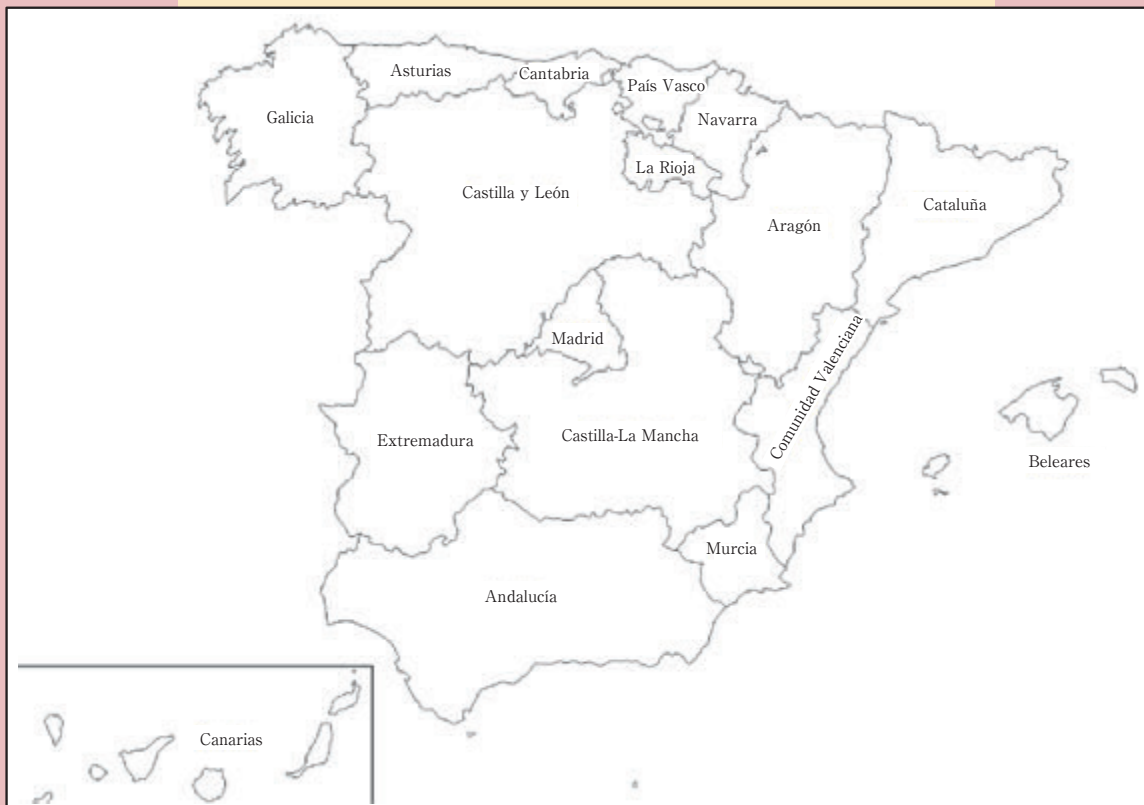 Asturias
Cantabria
País Vasco
Galicia
Navarra
La Rioja
Castilla y León
Cataluña
Aragón
Madrid
Comunidad Valenciana
Extremadura
Castilla-La Mancha
Beleares
Murcia
Andalucía
Canarias